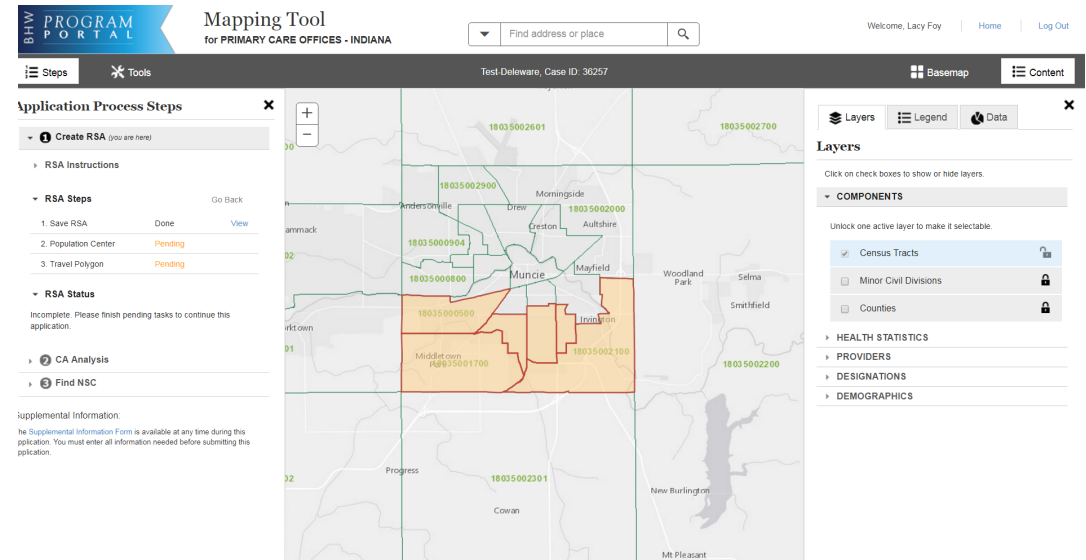 BHW PROGRAM PORTAL
Mapping Tool
for PRIMARY CARE OFFICES - INDIANA
Find address or place
Welcome, Lacy Foy
Home
Log Out
Steps
Tools
Test-Deleware, Case ID: 36257
Basemap
Content
Application Process Steps
1 Create RSA (you are here)
RSA Instructions
RSA Steps
Go Back
1. Save RSA Done View
2. Population Center Pending
3. Travel Polygon Pending
RSA Status
Incomplete. Please finish pending tasks to continue this
application.
2 CA Analysis
3 Find NSC
Supplemental Information:
The Supplemental Information Form is available at any time during this
application. You must enter all information needed before submitting this
application.
+
−
18035002601
18035002700
18035002900
Morningside
Andersonville
Drew
18035002000
Creston
Aultshire
ammack
18035000904
02
Muncie
Mayfield
Woodland
Park
Selma
18035000800
Smithfield
18035000500
Irvington
rktown
01
Middletown
Park
18035001700
18035002100
18035002200
Progress
02
18035002301
New Burlington
Cowan
Mt Pleasant
Layers
Legend
Data
Layers
Click on check boxes to show or hide layers.
COMPONENTS
Unlock one active layer to make it selectable.
Census Tracts
Minor Civil Divisions
Counties
HEALTH STATISTICS
PROVIDERS
DESIGNATIONS
DEMOGRAPHICS